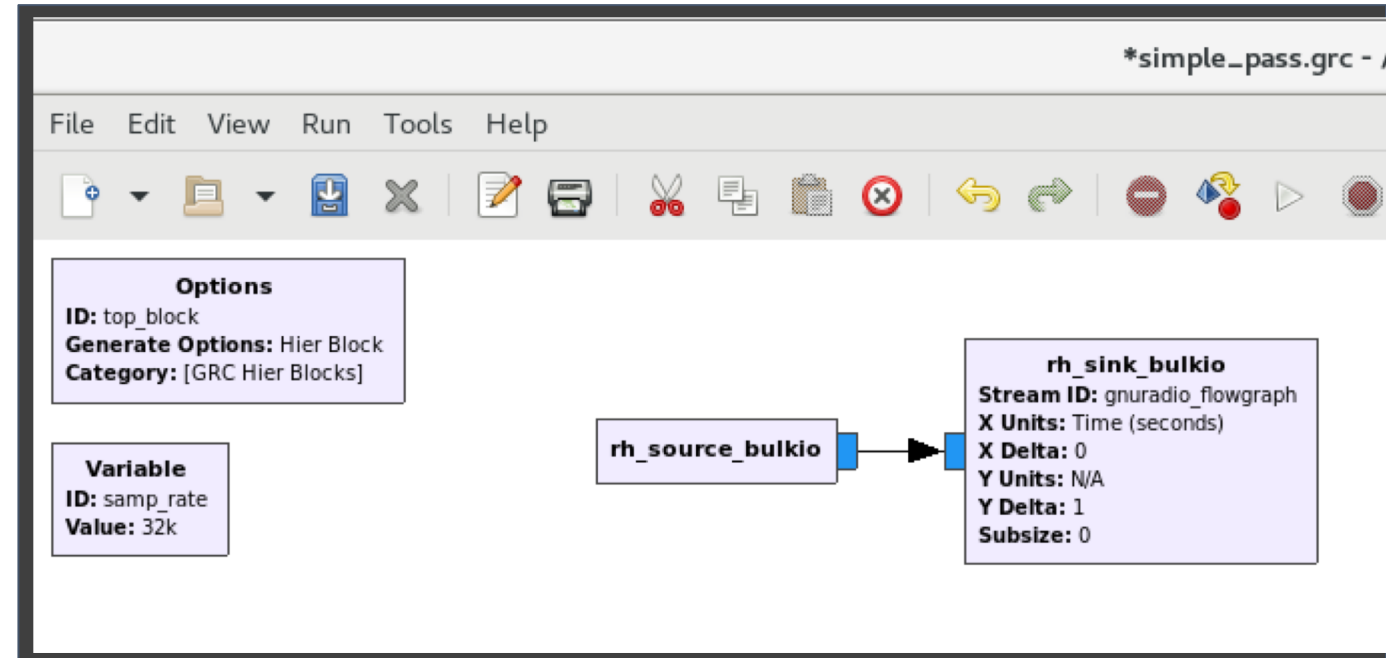 *simple_pass.grc - /
File Edit View Run Tools Help
Options
ID: top_block
Generate Options: Hier Block
Category: [GRC Hier Blocks]
Variable
ID: samp_rate
Value: 32k
rh_source_bulkio
rh_sink_bulkio
Stream ID: gnuradio_flowgraph
X Units: Time (seconds)
X Delta: 0
Y Units: N/A
Y Delta: 1
Subsize: 0